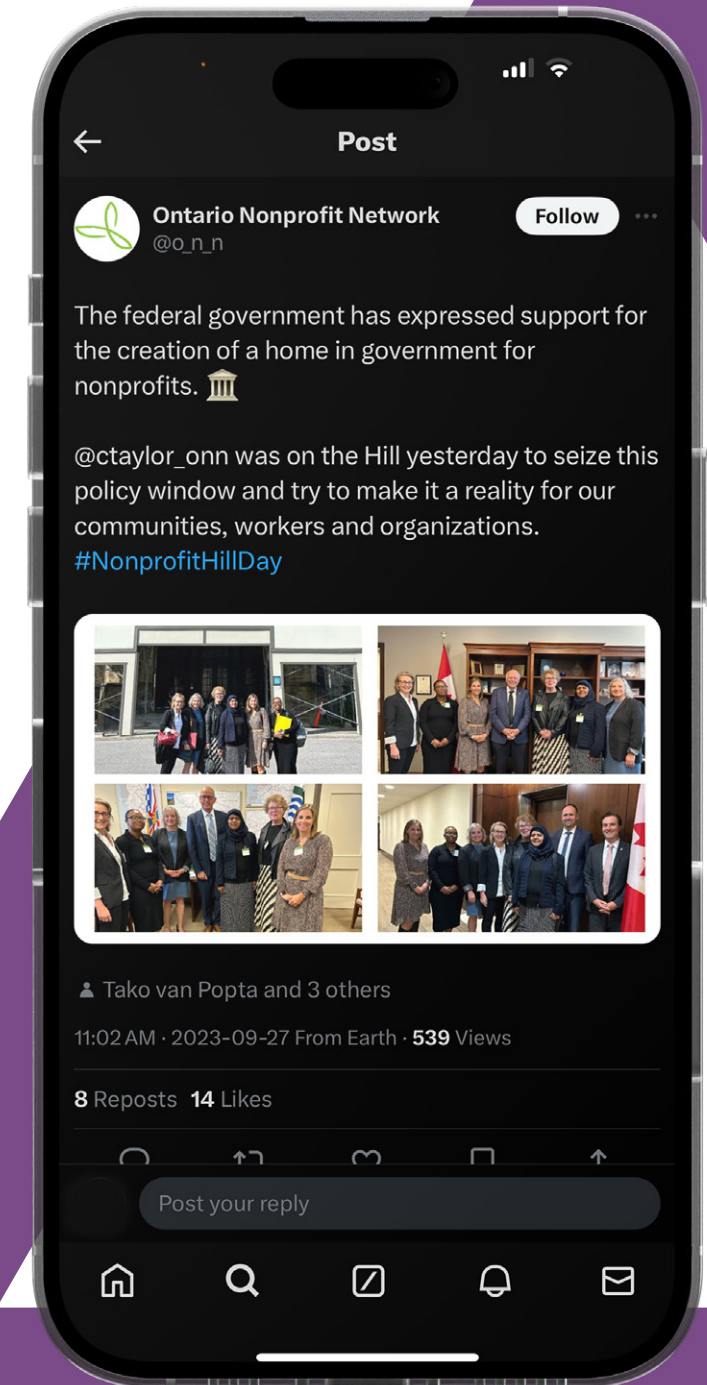 Post
Ontario Nonprofit Network
@o_n_n
Follow
The federal government has expressed support for
the creation of a home in government for
nonprofits. 🏛️
@ctaylor_onn was on the Hill yesterday to seize this
policy window and try to make it a reality for our
communities, workers and organizations.
#NonprofitHillDay
Tako van Popta and 3 others
11:02 AM · 2023-09-27 From Earth · 539 Views
8 Reposts 14 Likes
Post your reply